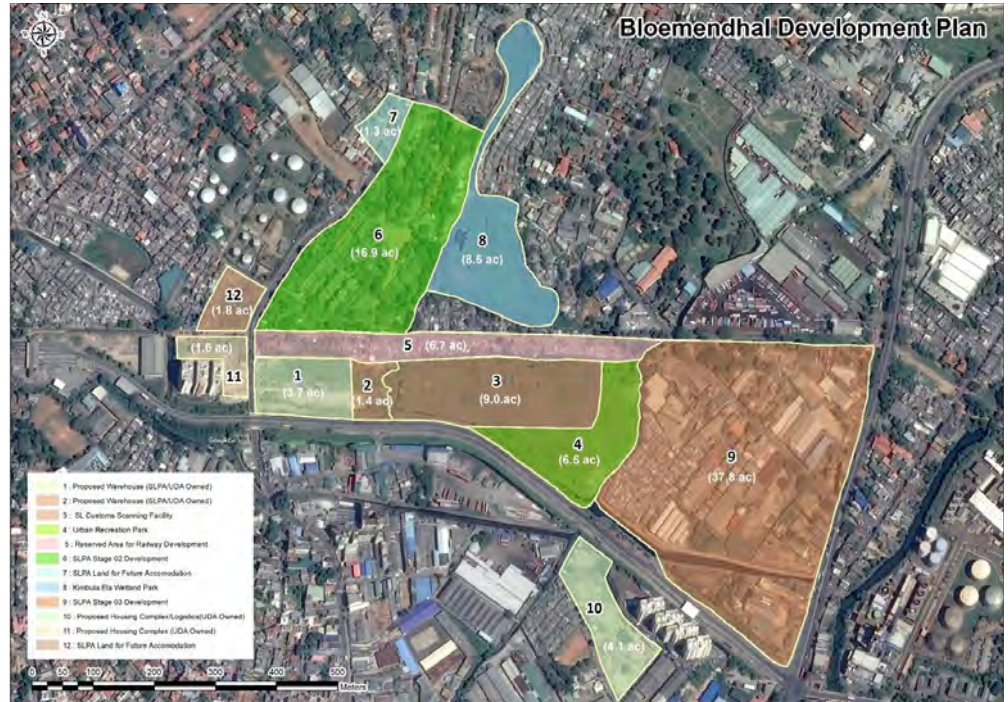 Bloemendhal Development Plan
7
(1.3 ac)
6
(16.9 ac)
8
(8.5 ac)
12
(1.8 ac)
5 (6.7 ac)
(1.6 ac)
11
1
(3.7 ac)
2
(1.4 ac)
3
(9.0.ac)
4
(6.5 ac)
9
(37.8 ac)
10
(4.1 ac)
1 : Proposed Warehouse (SLPA/UDA Owned)
2 : Proposed Warehouse (SLPA/UDA Owned)
3 : SL Customs Scanning Facility
4 : Urban Recreation Park
5 : Reserved Area for Railway Development
6 : SLPA Stage 02 Development
7 : SLPA Land for Future Accomodation
8 : Kimbula Ela Wetland Park
9 : SLPA Stage 03 Development
10 : Proposed Housing Complex/Logistics(UDA Owned)
11 : Proposed Housing Complex (UDA Owned)
12 : SLPA Land for Future Accomodation
0 50 100 200 300 400 500
Meters